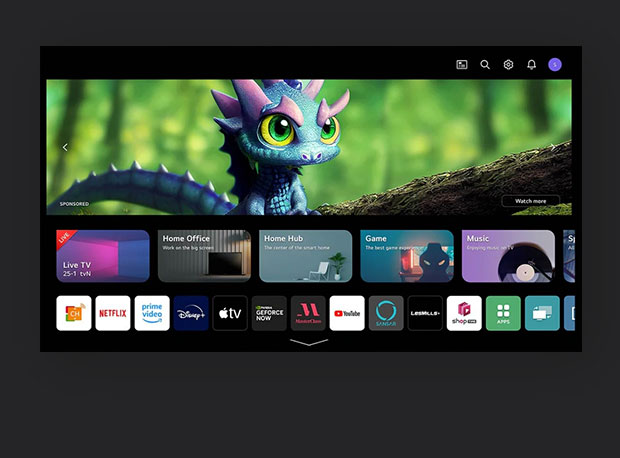 S
SPONSORED
Watch more
LIVE
Live TV
25-1 tvN
Home Office
Work on the big screen
Home Hub
The center of the smart home
Game
The best game experience
Music
Enjoying music on TV
Sp
CH
NETFLIX
prime video
Disney+
tv
NVIDIA GEFORCE NOW
MasterClass
YouTube
SANSAR
LESMILLS+
shop
APPS